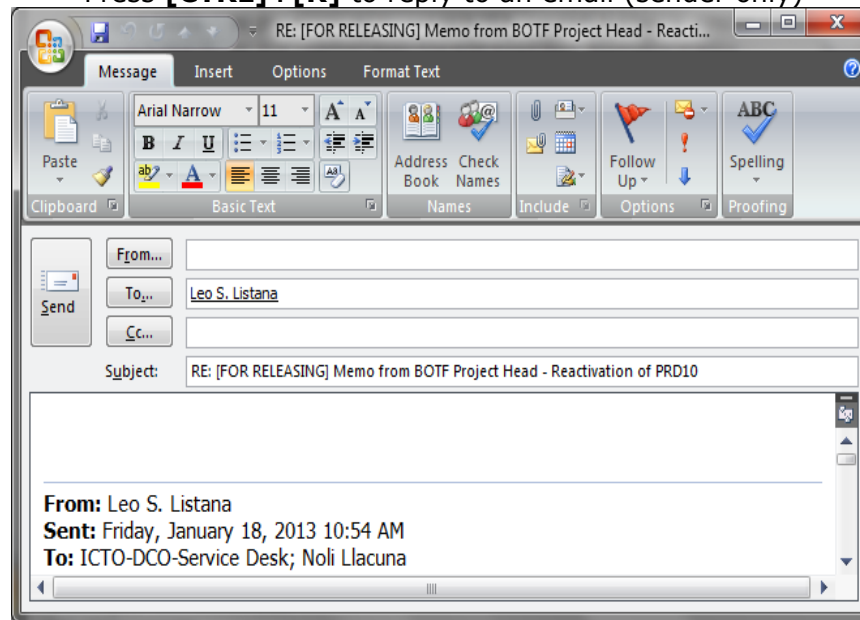 Press [CTRL]+[R] to reply to an email (sender only)
RE: [FOR RELEASING] Memo from BOTF Project Head - Reacti...
Message Insert Options Format Text
Arial Narrow 11 A A
Paste B I U Address Book Check Names Follow Up ABC Spelling
ab A Aa
Clipboard Basic Text Names Include Options Proofing
From...
Send To... Leo S. Listana
Cc...
Subject: RE: [FOR RELEASING] Memo from BOTF Project Head - Reactivation of PRD10
From: Leo S. Listana
Sent: Friday, January 18, 2013 10:54 AM
To: ICTO-DCO-Service Desk; Noli Llacuna